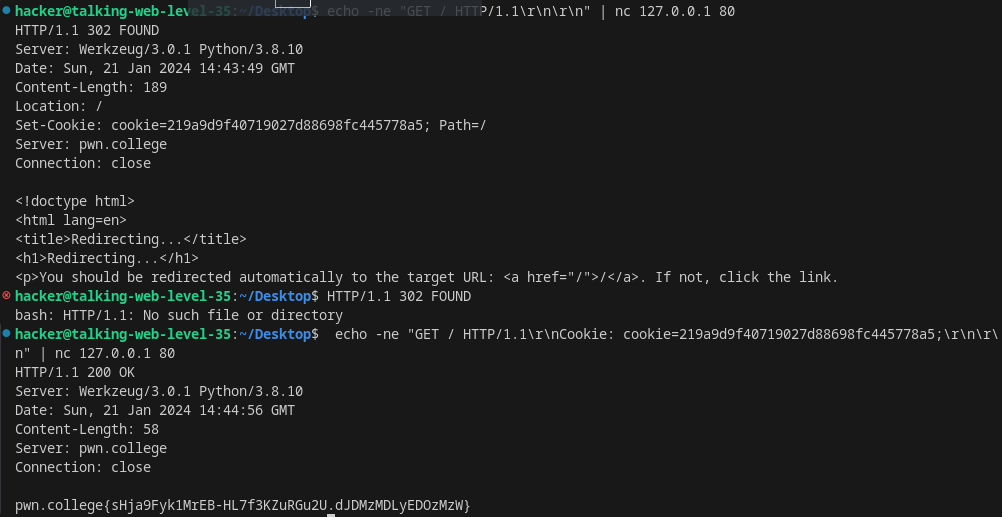 hacker@talking-web-level-35:~/Desktop$ echo -ne "GET / HTTP/1.1\r\n\r\n" | nc 127.0.0.1 80
HTTP/1.1 302 FOUND
Server: Werkzeug/3.0.1 Python/3.8.10
Date: Sun, 21 Jan 2024 14:43:49 GMT
Content-Length: 189
Location: /
Set-Cookie: cookie=219a9d9f40719027d88698fc445778a5; Path=/
Server: pwn.college
Connection: close
<!doctype html>
<html lang=en>
<title>Redirecting...</title>
<h1>Redirecting...</h1>
<p>You should be redirected automatically to the target URL: <a href="/">/</a>. If not, click the link.
hacker@talking-web-level-35:~/Desktop$ HTTP/1.1 302 FOUND
bash: HTTP/1.1: No such file or directory
hacker@talking-web-level-35:~/Desktop$  echo -ne "GET / HTTP/1.1\r\nCookie: cookie=219a9d9f40719027d88698fc445778a5;\r\n\r\
n" | nc 127.0.0.1 80
HTTP/1.1 200 OK
Server: Werkzeug/3.0.1 Python/3.8.10
Date: Sun, 21 Jan 2024 14:44:56 GMT
Content-Length: 58
Server: pwn.college
Connection: close
pwn.college{sHja9Fyk1MrEB-HL7f3KZuRGu2U.dJDMzMDLyEDOzMzW}